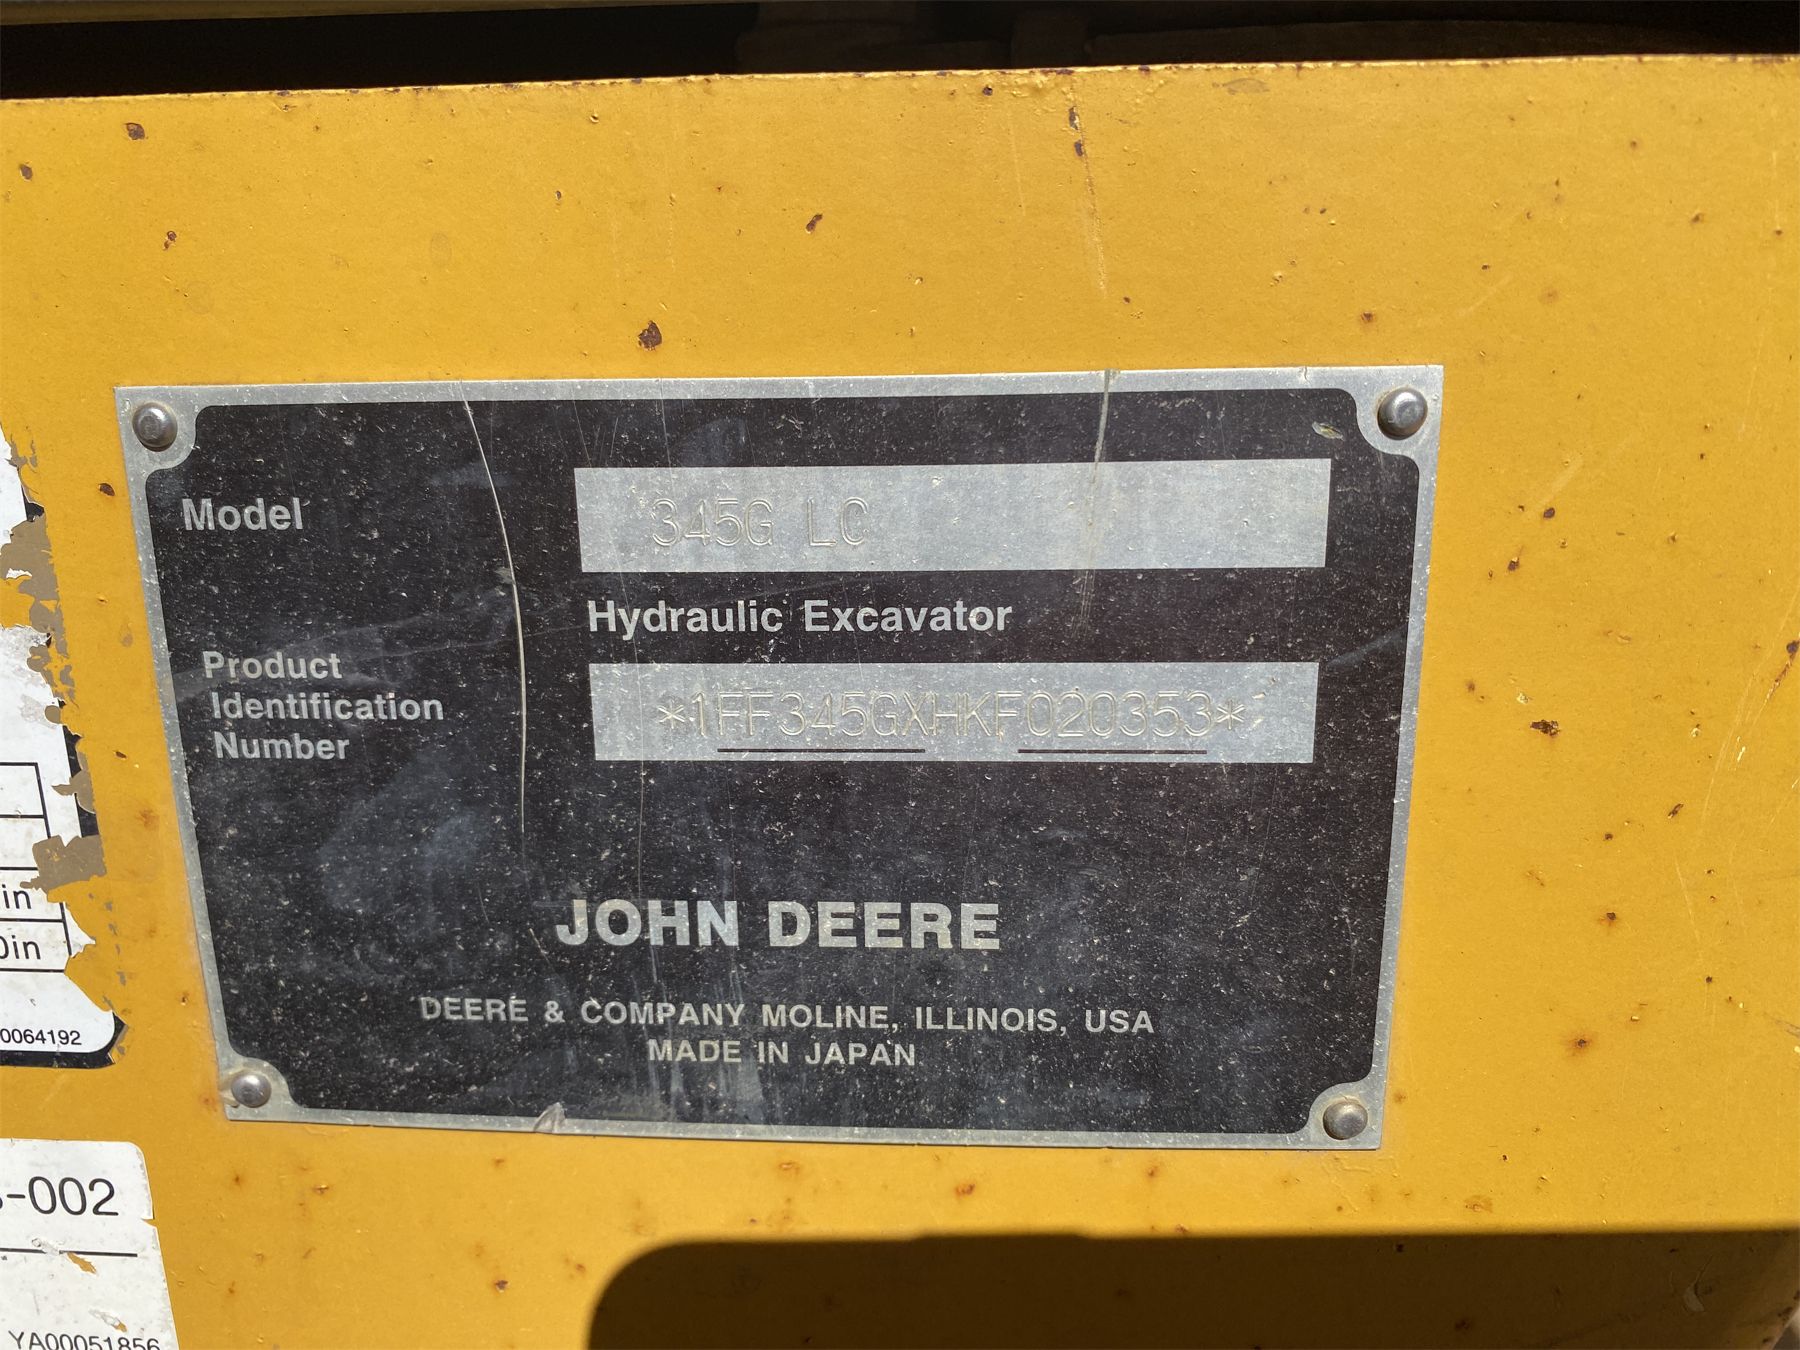 Model
345G LC
Hydraulic Excavator
Product
Identification
Number
*1FF345GXHKF020353*
JOHN DEERE
DEERE & COMPANY MOLINE, ILLINOIS, USA
MADE IN JAPAN
in
0in
0064192
-002
YA00051856